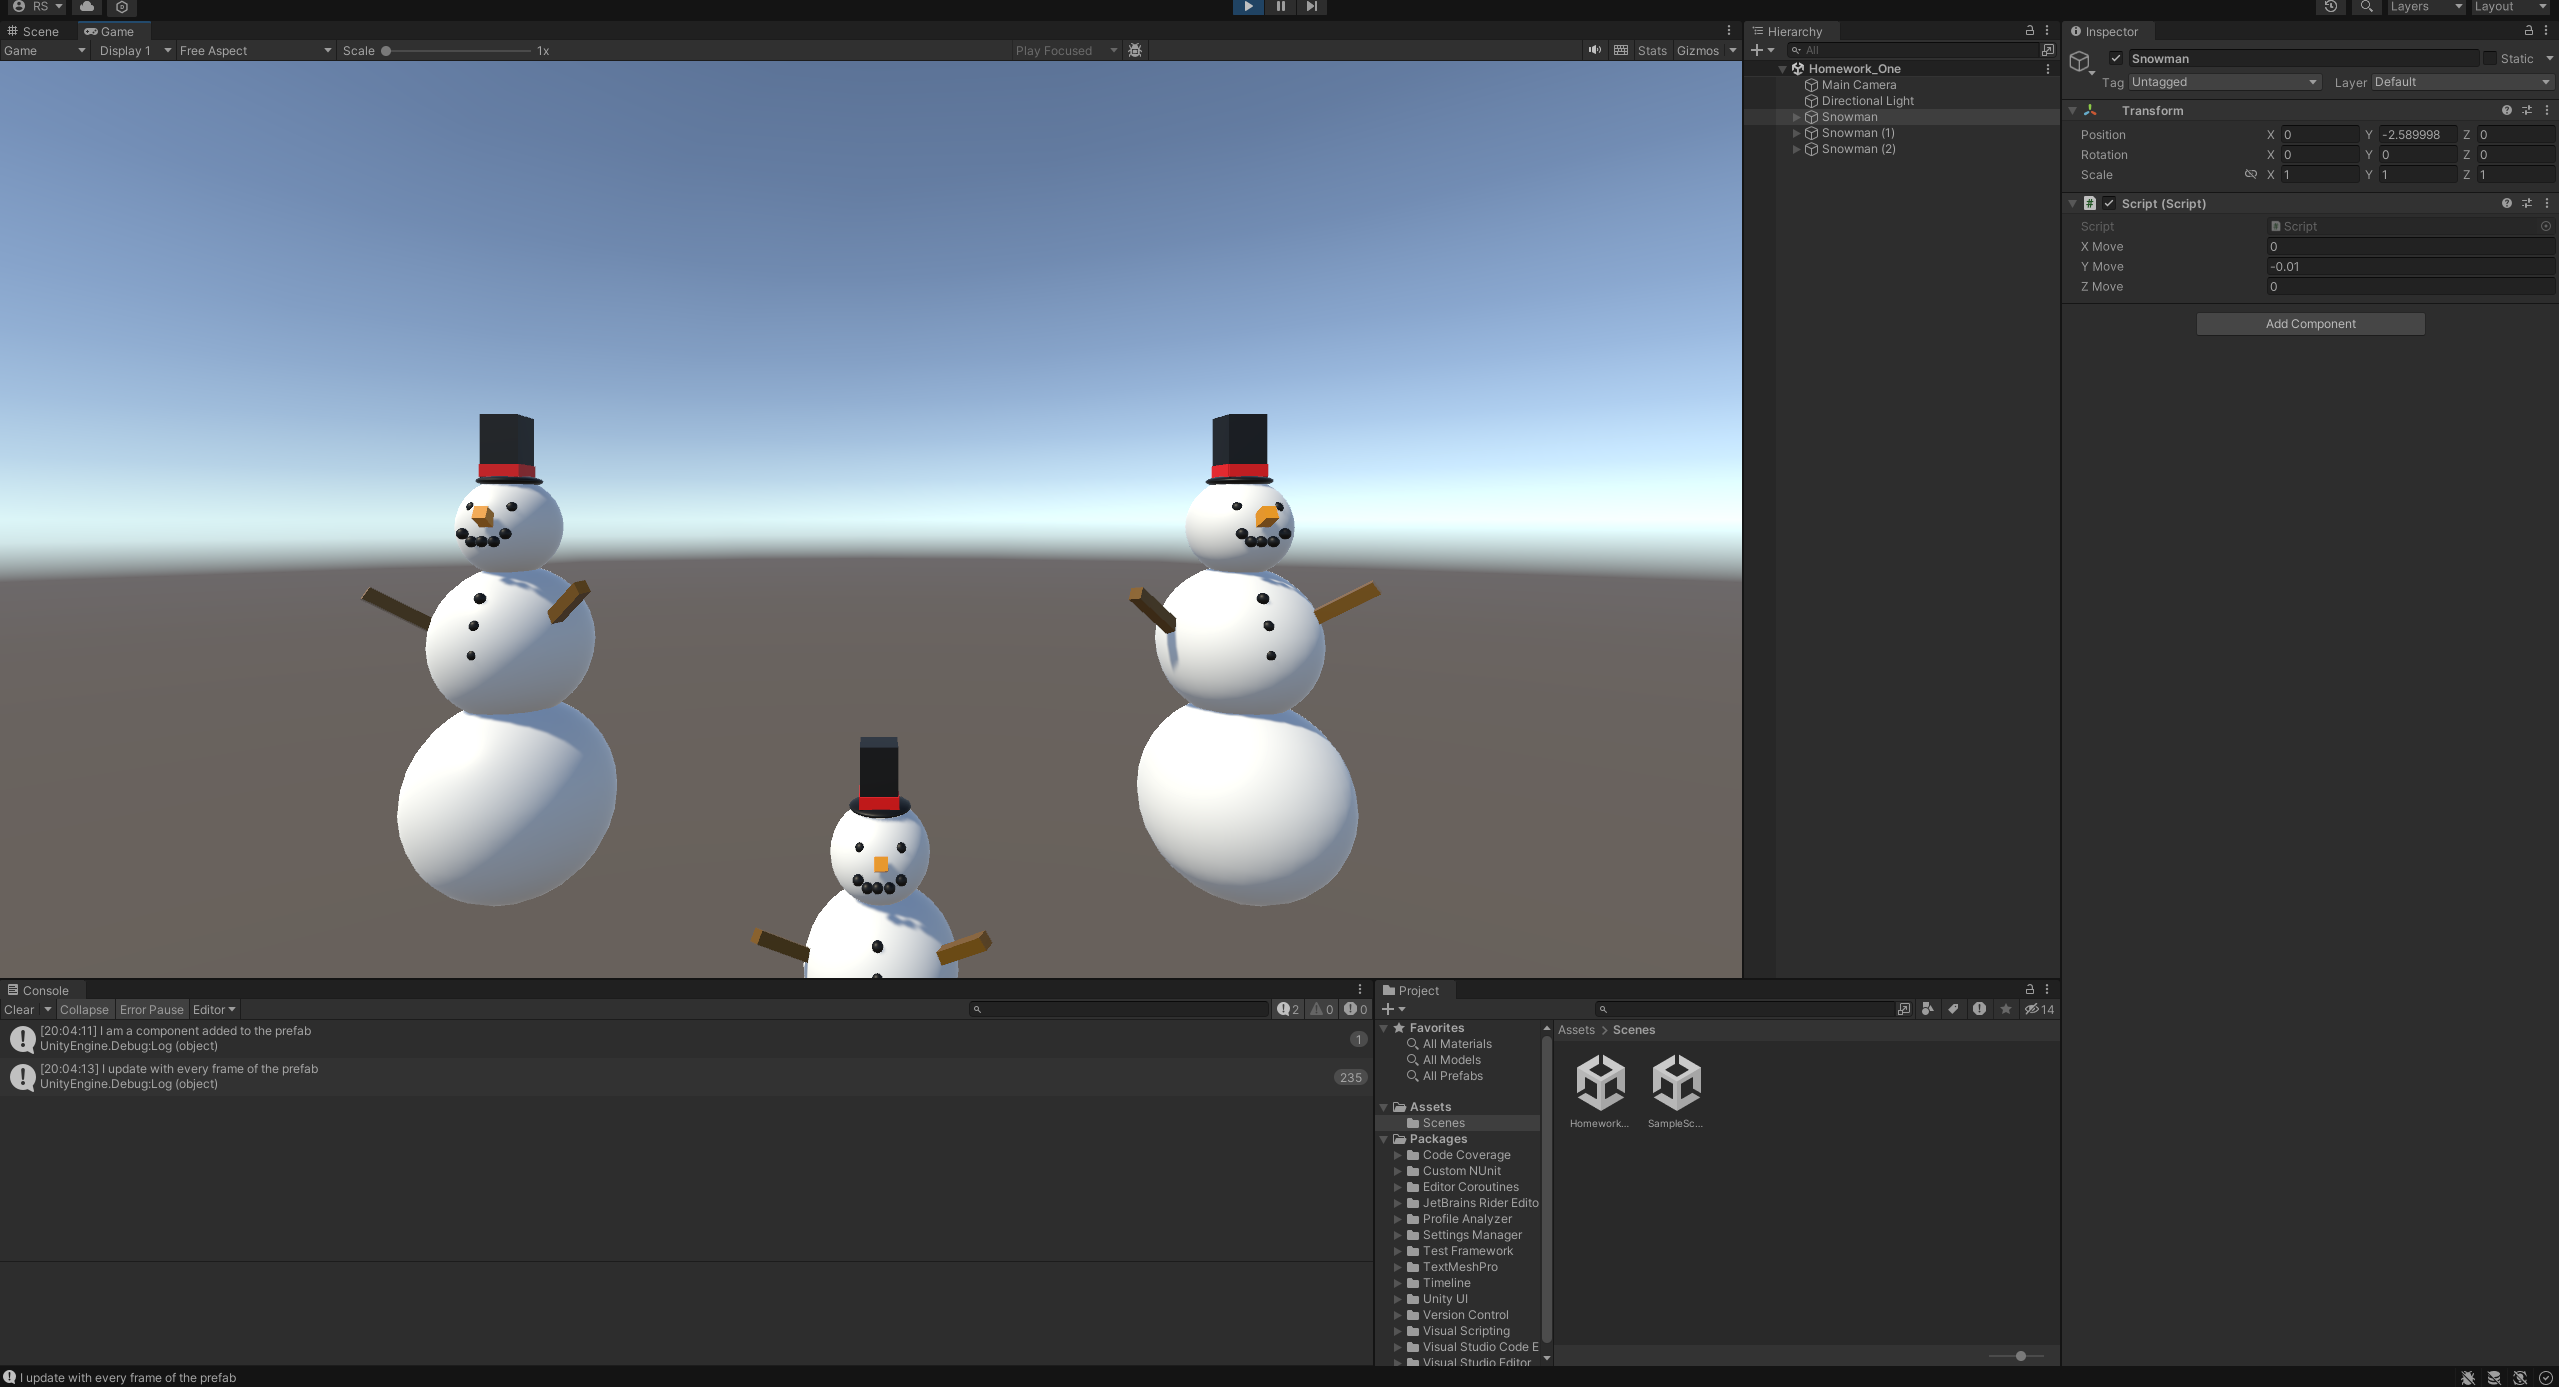 RS
Layers
Layout
Scene
Game
Game
Display 1
Free Aspect
Scale
1x
Play Focused
Stats
Gizmos
Hierarchy
All
Homework_One
Main Camera
Directional Light
Snowman
Snowman (1)
Snowman (2)
Inspector
Snowman
Static
Tag Untagged
Layer Default
Transform
Position X 0 Y -2.589998 Z 0
Rotation X 0 Y 0 Z 0
Scale X 1 Y 1 Z 1
# Script (Script)
Script Script
X Move 0
Y Move -0.01
Z Move 0
Add Component
Console
Clear
Collapse
Error Pause
Editor
2
0
0
[20:04:11] I am a component added to the prefab
UnityEngine.Debug:Log (object)
1
[20:04:13] I update with every frame of the prefab
UnityEngine.Debug:Log (object)
235
Project
14
Favorites
All Materials
All Models
All Prefabs
Assets
Scenes
Packages
Code Coverage
Custom NUnit
Editor Coroutines
JetBrains Rider Edito
Profile Analyzer
Settings Manager
Test Framework
TextMeshPro
Timeline
Unity UI
Version Control
Visual Scripting
Visual Studio Code E
Visual Studio Editor
Assets > Scenes
Homework...
SampleSc...
I update with every frame of the prefab